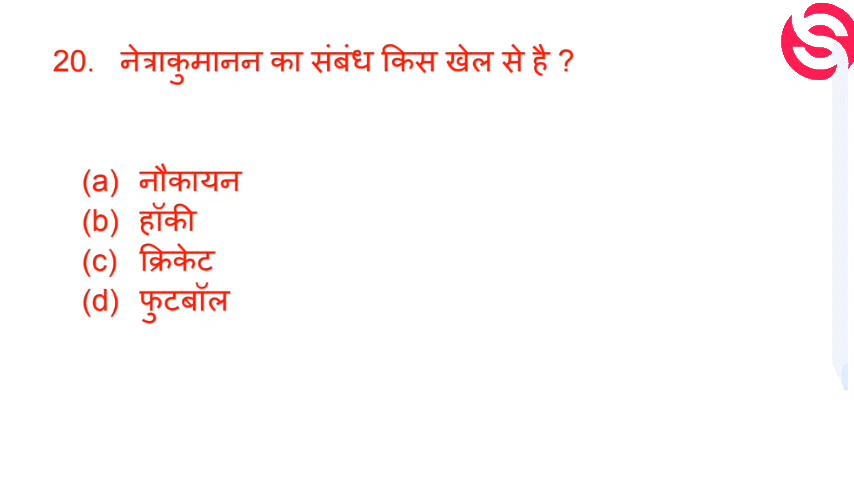 20. नेत्राकुमानन का संबंध किस खेल से है ?
(a) नौकायन
(b) हॉकी
(c) क्रिकेट
(d) फुटबॉल